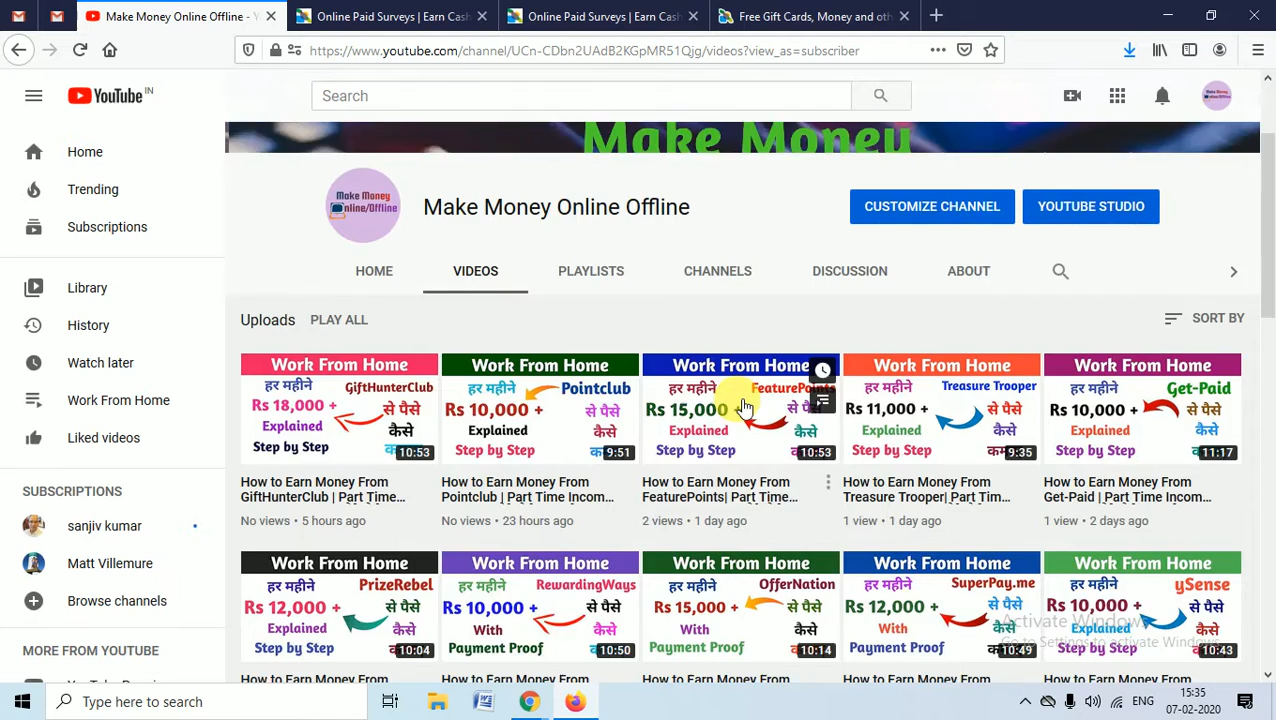 Make Money Online Offline -
Online Paid Surveys | Earn Cash
Online Paid Surveys | Earn Cash
Free Gift Cards, Money and oth
https://www.youtube.com/channel/UCn-CDbn2UAdB2KGpMR51Qjg/videos?view_as=subscriber
YouTube IN
Search
Make Money
Home
Trending
Subscriptions
Library
History
Watch later
Work From Home
Liked videos
SUBSCRIPTIONS
sanjiv kumar
Matt Villemure
Browse channels
MORE FROM YOUTUBE
Make Money
Online/Offline
Make Money Online Offline
CUSTOMIZE CHANNEL
YOUTUBE STUDIO
HOME
VIDEOS
PLAYLISTS
CHANNELS
DISCUSSION
ABOUT
Uploads
PLAY ALL
SORT BY
Work From Home
हर महीने
GiftHunterClub
Rs 18,000 +
से पैसे
Explained
कैसे
Step by Step
10:53
How to Earn Money From
GiftHunterClub | Part Time...
No views • 5 hours ago
Work From Home
हर महीने
Pointclub
Rs 10,000 +
से पैसे
Explained
कैसे
Step by Step
9:51
How to Earn Money From
Pointclub | Part Time Incom...
No views • 23 hours ago
Work From Home
हर महीने
FeaturePoints
Rs 15,000
Explained
कैसे
Step by Step
10:53
How to Earn Money From
FeaturePoints| Part Time...
2 views • 1 day ago
Work From Home
हर महीने
Treasure Trooper
Rs 11,000 +
से पैसे
Explained
कैसे
Step by Step
9:35
How to Earn Money From
Treasure Trooper| Part Tim...
1 view • 1 day ago
Work From Home
हर महीने
Get-Paid
Rs 10,000 +
से पैसे
Explained
कैसे
Step by Step
11:17
How to Earn Money From
Get-Paid | Part Time Incom...
1 view • 2 days ago
Work From Home
हर महीने
PrizeRebel
Rs 12,000 +
से पैसे
Explained
कैसे
Step by Step
10:04
Work From Home
हर महीने
RewardingWays
Rs 10,000 +
से पैसे
With
कैसे
Payment Proof
10:50
Work From Home
हर महीने
OfferNation
Rs 15,000 +
से पैसे
With
कैसे
Payment Proof
10:14
Work From Home
हर महीने
SuperPay.me
Rs 12,000 +
से पैसे
With
कैसे
Payment Proof
10:49
Work From Home
हर महीने
ySense
Rs 10,000 +
से पैसे
Explained
कैसे
Step by Step
10:43
Activate Windows
Go to Settings to activate Windows.
Type here to search
ENG
15:35
07-02-2020